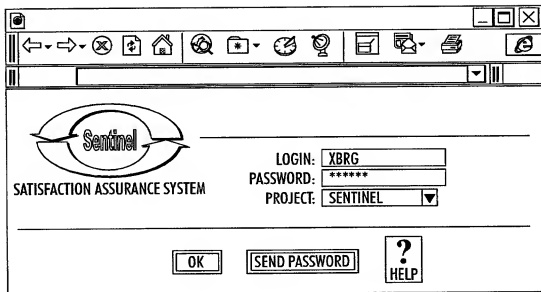 Sentinel
SATISFACTION ASSURANCE SYSTEM
LOGIN: XBRG
PASSWORD: ******
PROJECT: SENTINEL
OK
SEND PASSWORD
?
HELP